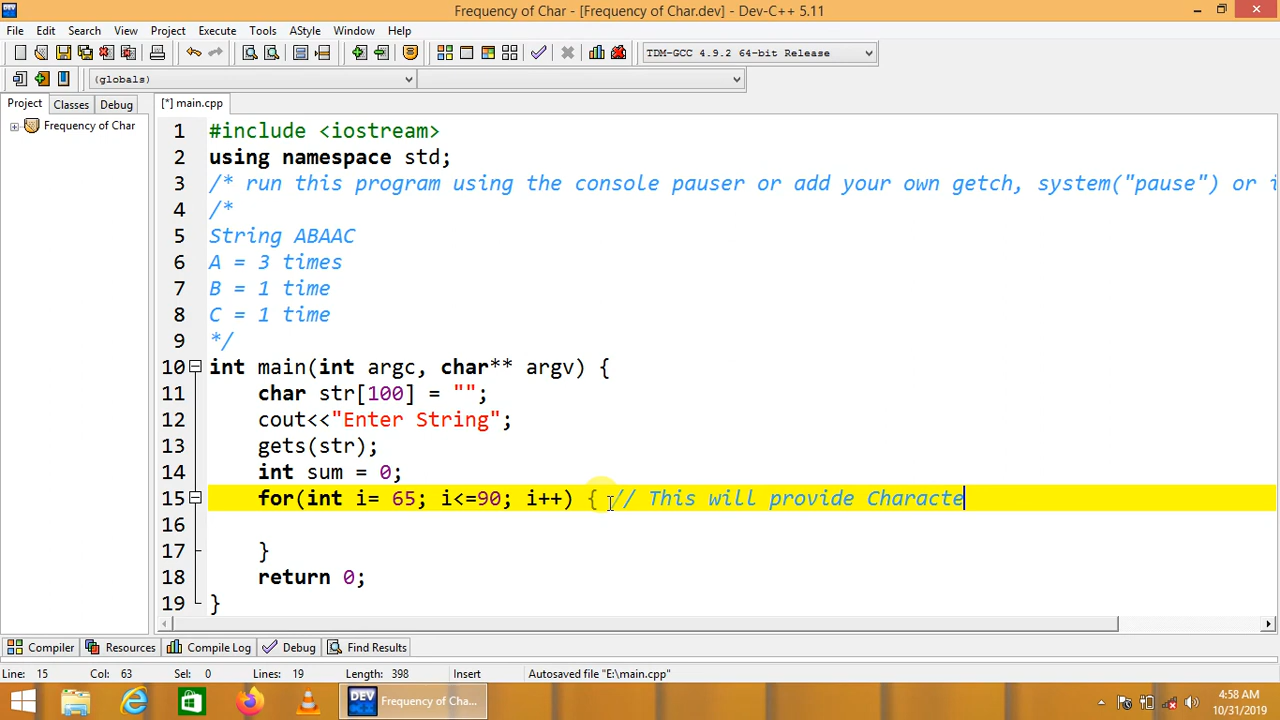 Frequency of Char - [Frequency of Char.dev] - Dev-C++ 5.11
File Edit Search View Project Execute Tools AStyle Window Help
TDM-GCC 4.9.2 64-bit Release
(globals)
Project Classes Debug [*] main.cpp
Frequency of Char
1 #include <iostream>
2 using namespace std;
3 /* run this program using the console pauser or add your own getch, system("pause") or i
4 /*
5 String ABAAC
6 A = 3 times
7 B = 1 time
8 C = 1 time
9 */
10 int main(int argc, char** argv) {
11 char str[100] = "";
12 cout<<"Enter String";
13 gets(str);
14 int sum = 0;
15 for(int i= 65; i<=90; i++) { // This will provide Characte
16
17 }
18 return 0;
19 }
Compiler Resources Compile Log Debug Find Results
Line: 15 Col: 63 Sel: 0 Lines: 19 Length: 398 Insert Autosaved file "E:\main.cpp"
DEV Frequency of Cha... 4:58 AM
10/31/2019